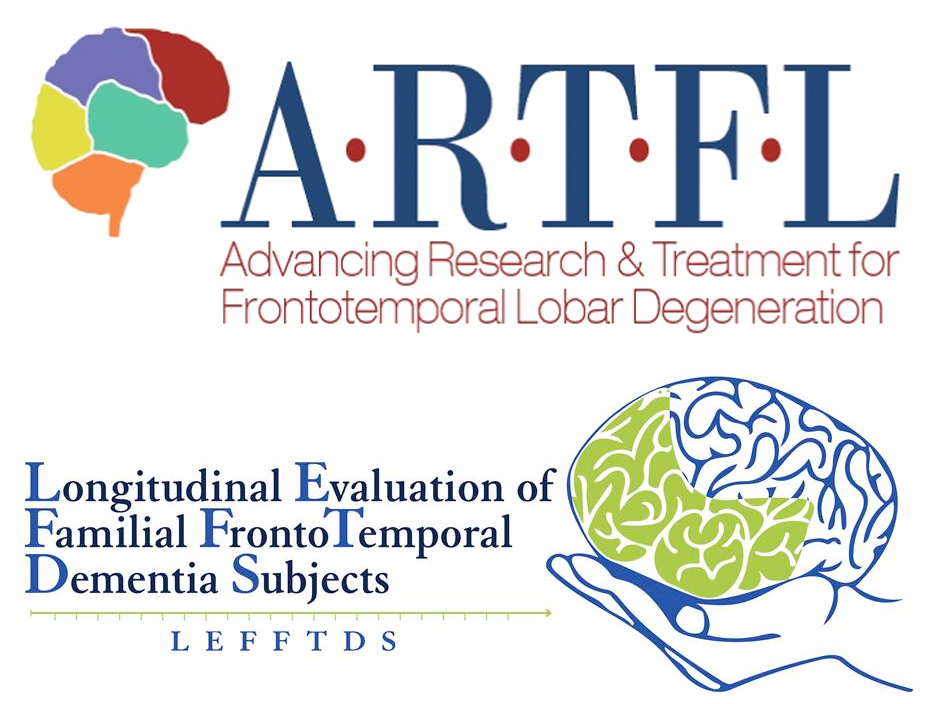 A·R·T·F·L
Advancing Research & Treatment for
Frontotemporal Lobar Degeneration
Longitudinal Evaluation of
Familial FrontoTemporal
Dementia Subjects
LEFFTDS